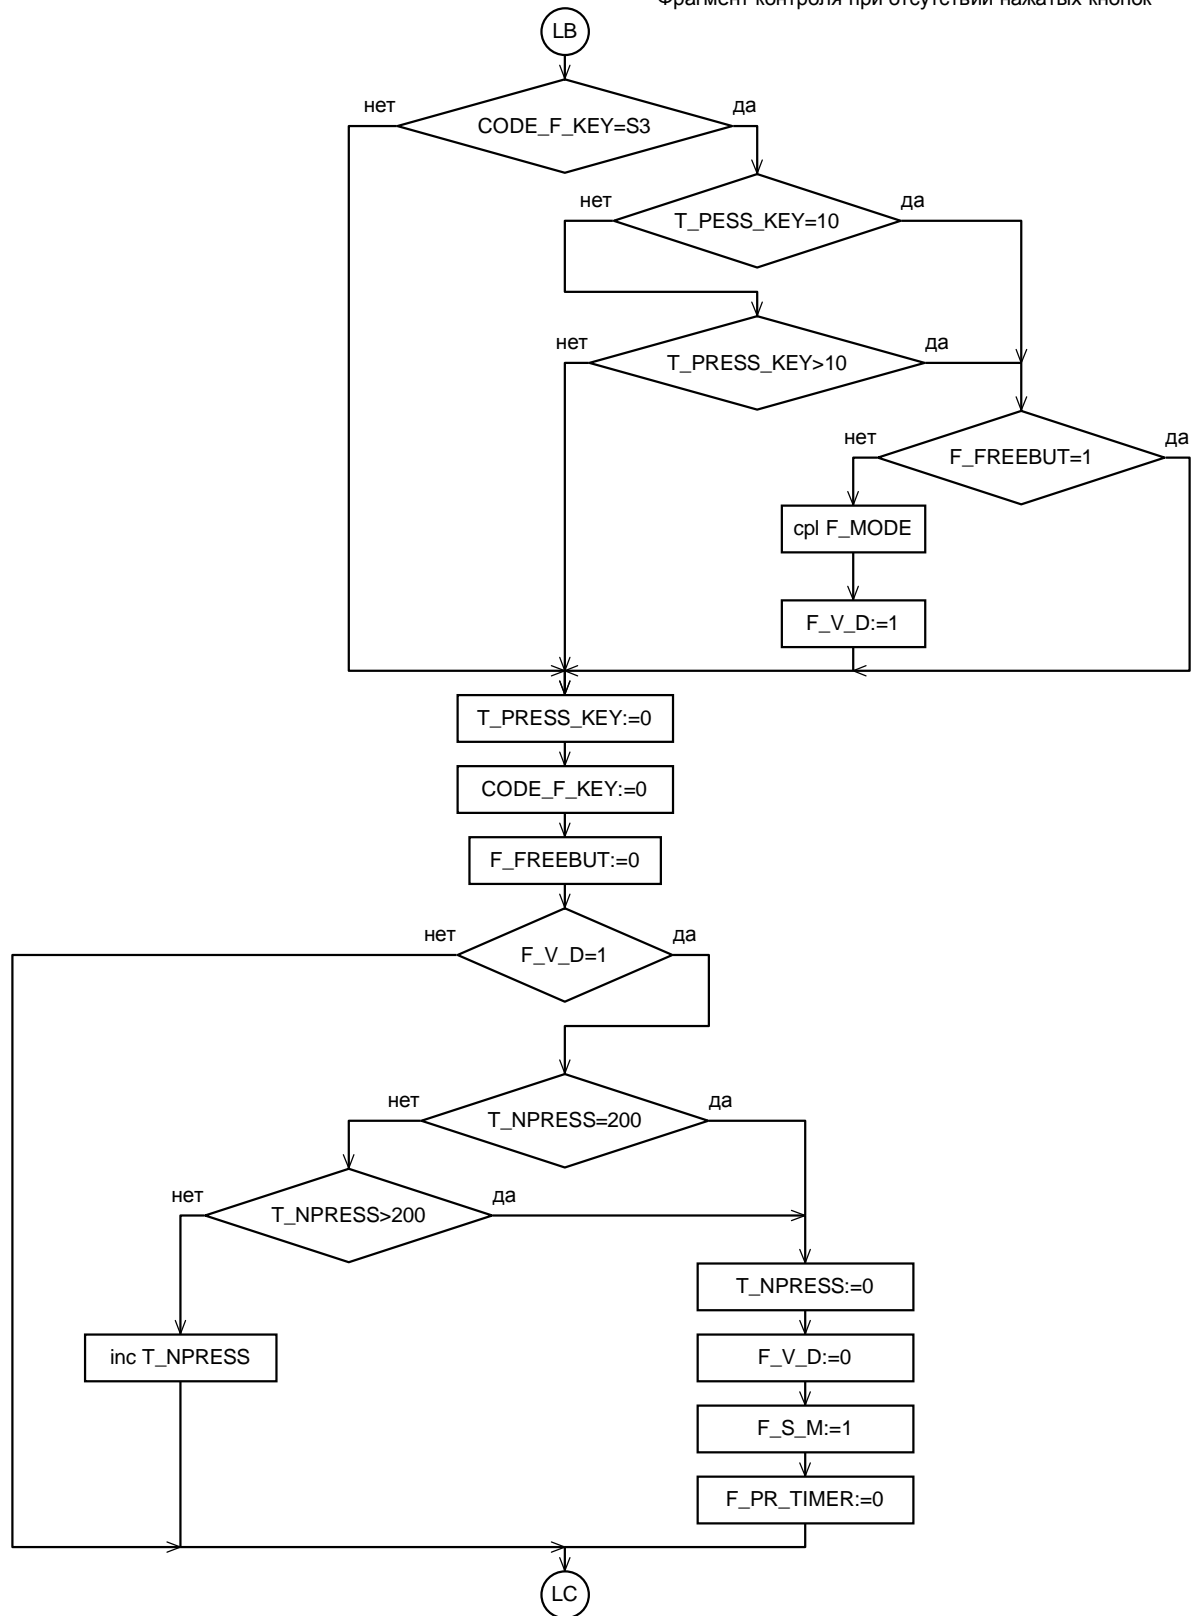 Фрагмент контроля при отсутствии нажатых кнопок
LB
нет
да
CODE_F_KEY=S3
нет
да
T_PESS_KEY=10
нет
да
T_PRESS_KEY>10
нет
да
F_FREEBUT=1
cpl F_MODE
F_V_D:=1
T_PRESS_KEY:=0
CODE_F_KEY:=0
F_FREEBUT:=0
нет
да
F_V_D=1
нет
да
T_NPRESS=200
нет
да
T_NPRESS>200
T_NPRESS:=0
inc T_NPRESS
F_V_D:=0
F_S_M:=1
F_PR_TIMER:=0
LC